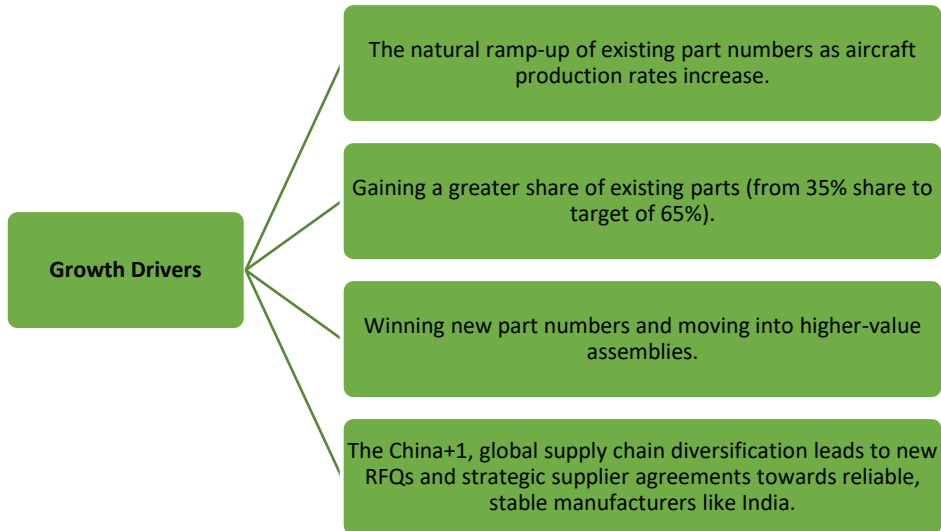 Growth Drivers
The natural ramp-up of existing part numbers as aircraft
production rates increase.
Gaining a greater share of existing parts (from 35% share to
target of 65%).
Winning new part numbers and moving into higher-value
assemblies.
The China+1, global supply chain diversification leads to new
RFQs and strategic supplier agreements towards reliable,
stable manufacturers like India.